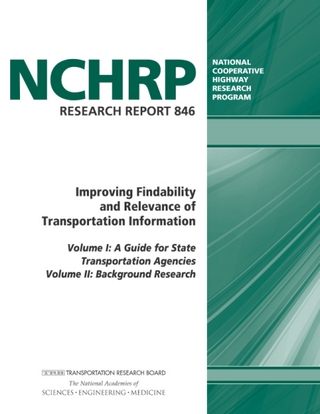 NCHRP
RESEARCH REPORT 846
NATIONAL
COOPERATIVE
HIGHWAY
RESEARCH
PROGRAM
Improving Findability
and Relevance of
Transportation Information
Volume I: A Guide for State
Transportation Agencies
Volume II: Background Research
TRB TRANSPORTATION RESEARCH BOARD
The National Academies of
SCIENCES • ENGINEERING • MEDICINE